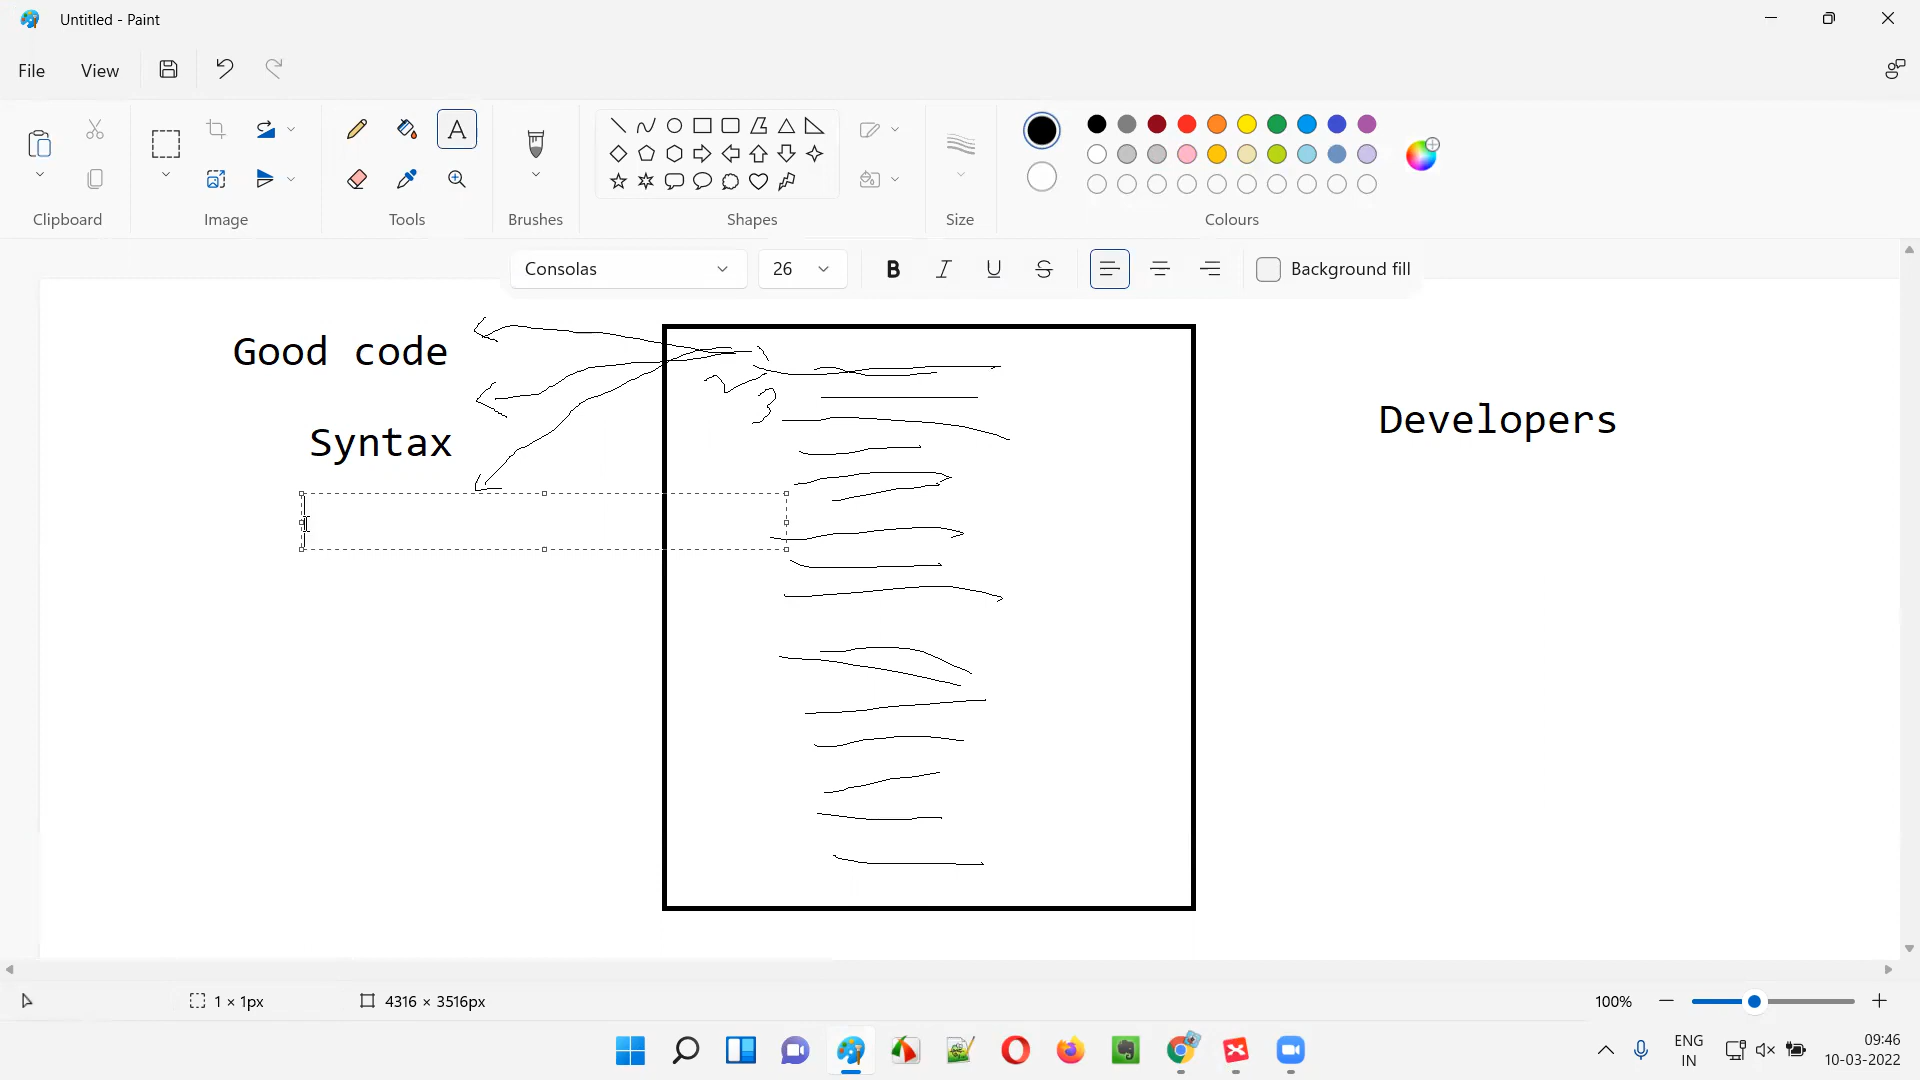 Untitled - Paint
File
View
Clipboard
Image
Tools
Brushes
Shapes
Size
Colours
Consolas
26
B
I
U
S
Background fill
Good code
Syntax
Developers
1 × 1px
4316 × 3516px
100%
ENG
IN
09:46
10-03-2022